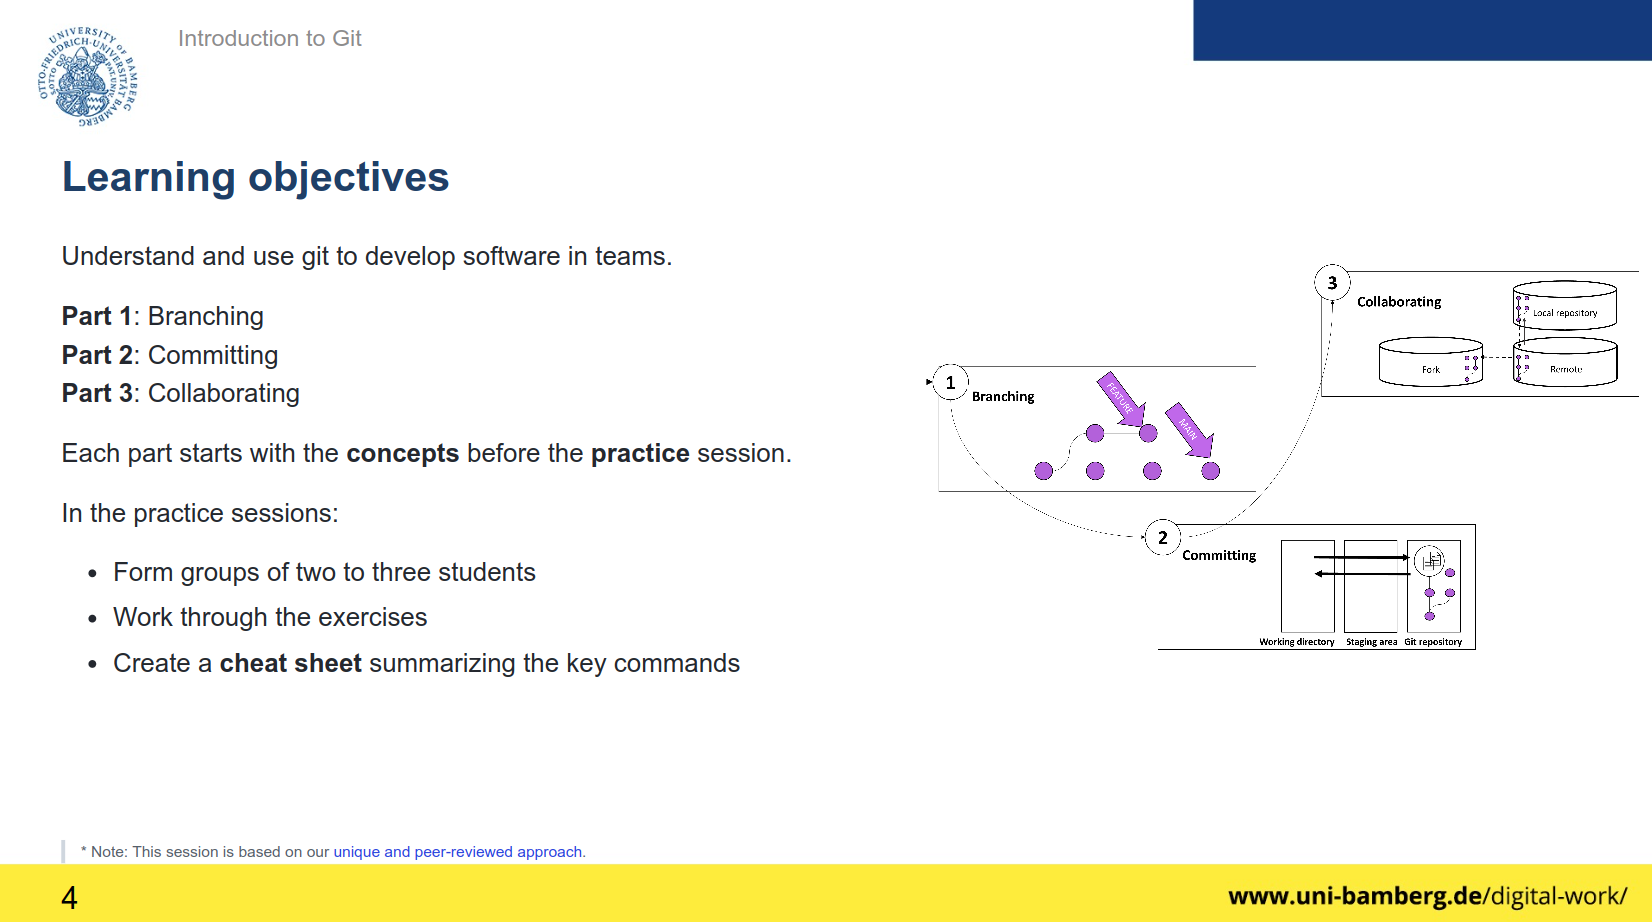 Introduction to Git
UNIVERSITY OF BAMBERG
OTTO-FRIEDRICH-UNIVERSITÄT BAMBERG
Learning objectives
Understand and use git to develop software in teams.
Part 1: Branching
Part 2: Committing
Part 3: Collaborating
Each part starts with the concepts before the practice session.
In the practice sessions:
• Form groups of two to three students
• Work through the exercises
• Create a cheat sheet summarizing the key commands
1
Branching
FEATURE
MAIN
2
Committing
Working directory
Staging area
Git repository
3
Collaborating
Local repository
Fork
Remote
* Note: This session is based on our unique and peer-reviewed approach.
4
www.uni-bamberg.de/digital-work/